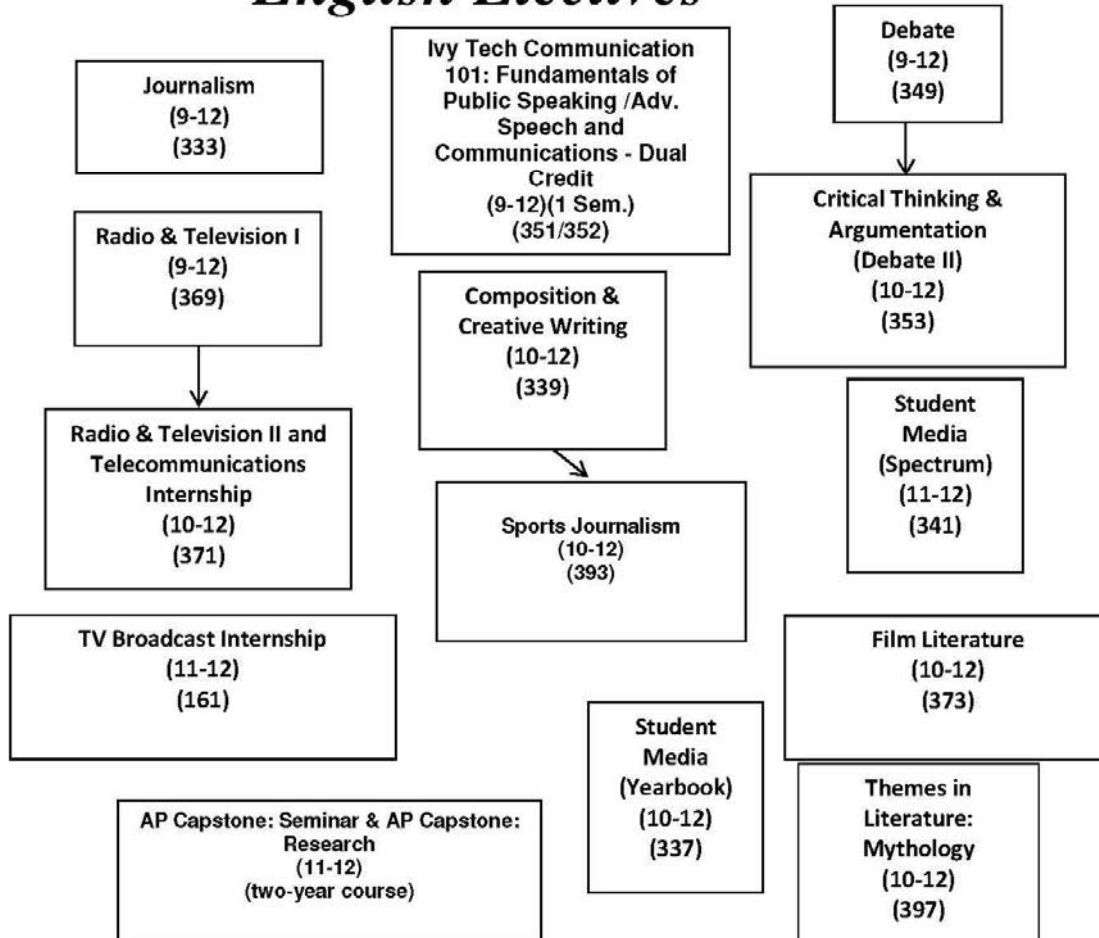 English Electives
Journalism
(9-12)
(333)
Ivy Tech Communication
101: Fundamentals of
Public Speaking /Adv.
Speech and
Communications - Dual
Credit
(9-12)(1 Sem.)
(351/352)
Debate
(9-12)
(349)
Radio & Television I
(9-12)
(369)
Critical Thinking &
Argumentation
(Debate II)
(10-12)
(353)
Composition &
Creative Writing
(10-12)
(339)
Radio & Television II and
Telecommunications
Internship
(10-12)
(371)
Student
Media
(Spectrum)
(11-12)
(341)
Sports Journalism
(10-12)
(393)
TV Broadcast Internship
(11-12)
(161)
Film Literature
(10-12)
(373)
Student
Media
(Yearbook)
(10-12)
(337)
Themes in
Literature:
Mythology
(10-12)
(397)
AP Capstone: Seminar & AP Capstone:
Research
(11-12)
(two-year course)